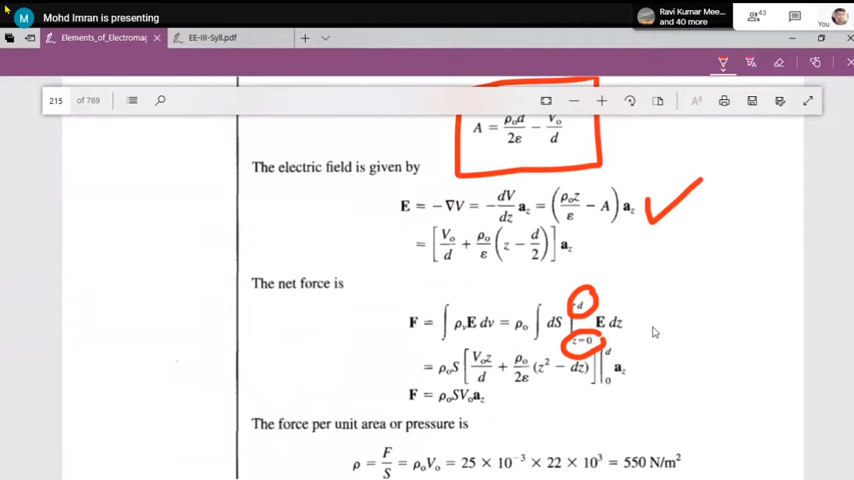 Mohd Imran is presenting
Ravi Kumar Mee...
and 40 more
43
You
M
Elements_of_Electromag
EE-III-Syll.pdf
215 of 769
A = ρ₀d/2ε − V₀/d
The electric field is given by
E = −∇V = −dV/dz a_z = (ρ₀z/ε − A) a_z
= [V₀/d + ρ₀/ε (z − d/2)] a_z
The net force is
F = ∫ ρᵥE dv = ρ₀ ∫ dS ∫_{z=0}^{d} E dz
= ρ₀S [V₀z/d + ρ₀/2ε (z² − dz)] |₀^d a_z
F = ρ₀SV₀a_z
The force per unit area or pressure is
ρ = F/S = ρ₀V₀ = 25 × 10⁻³ × 22 × 10³ = 550 N/m²